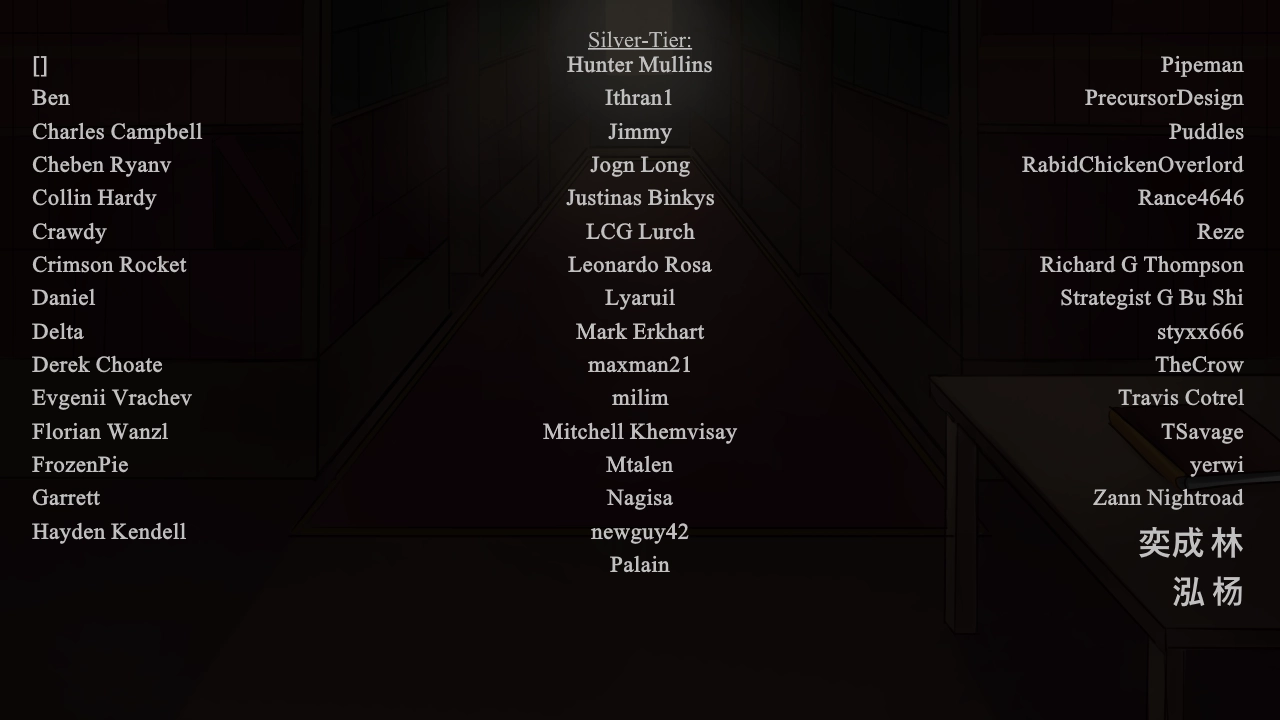 Silver-Tier:
[]
Ben
Charles Campbell
Cheben Ryanv
Collin Hardy
Crawdy
Crimson Rocket
Daniel
Delta
Derek Choate
Evgenii Vrachev
Florian Wanzl
FrozenPie
Garrett
Hayden Kendell
Hunter Mullins
Ithran1
Jimmy
Jogn Long
Justinas Binkys
LCG Lurch
Leonardo Rosa
Lyaruil
Mark Erkhart
maxman21
milim
Mitchell Khemvisay
Mtalen
Nagisa
newguy42
Palain
Pipeman
PrecursorDesign
Puddles
RabidChickenOverlord
Rance4646
Reze
Richard G Thompson
Strategist G Bu Shi
styxx666
TheCrow
Travis Cotrel
TSavage
yerwi
Zann Nightroad
奕成 林
泓 杨